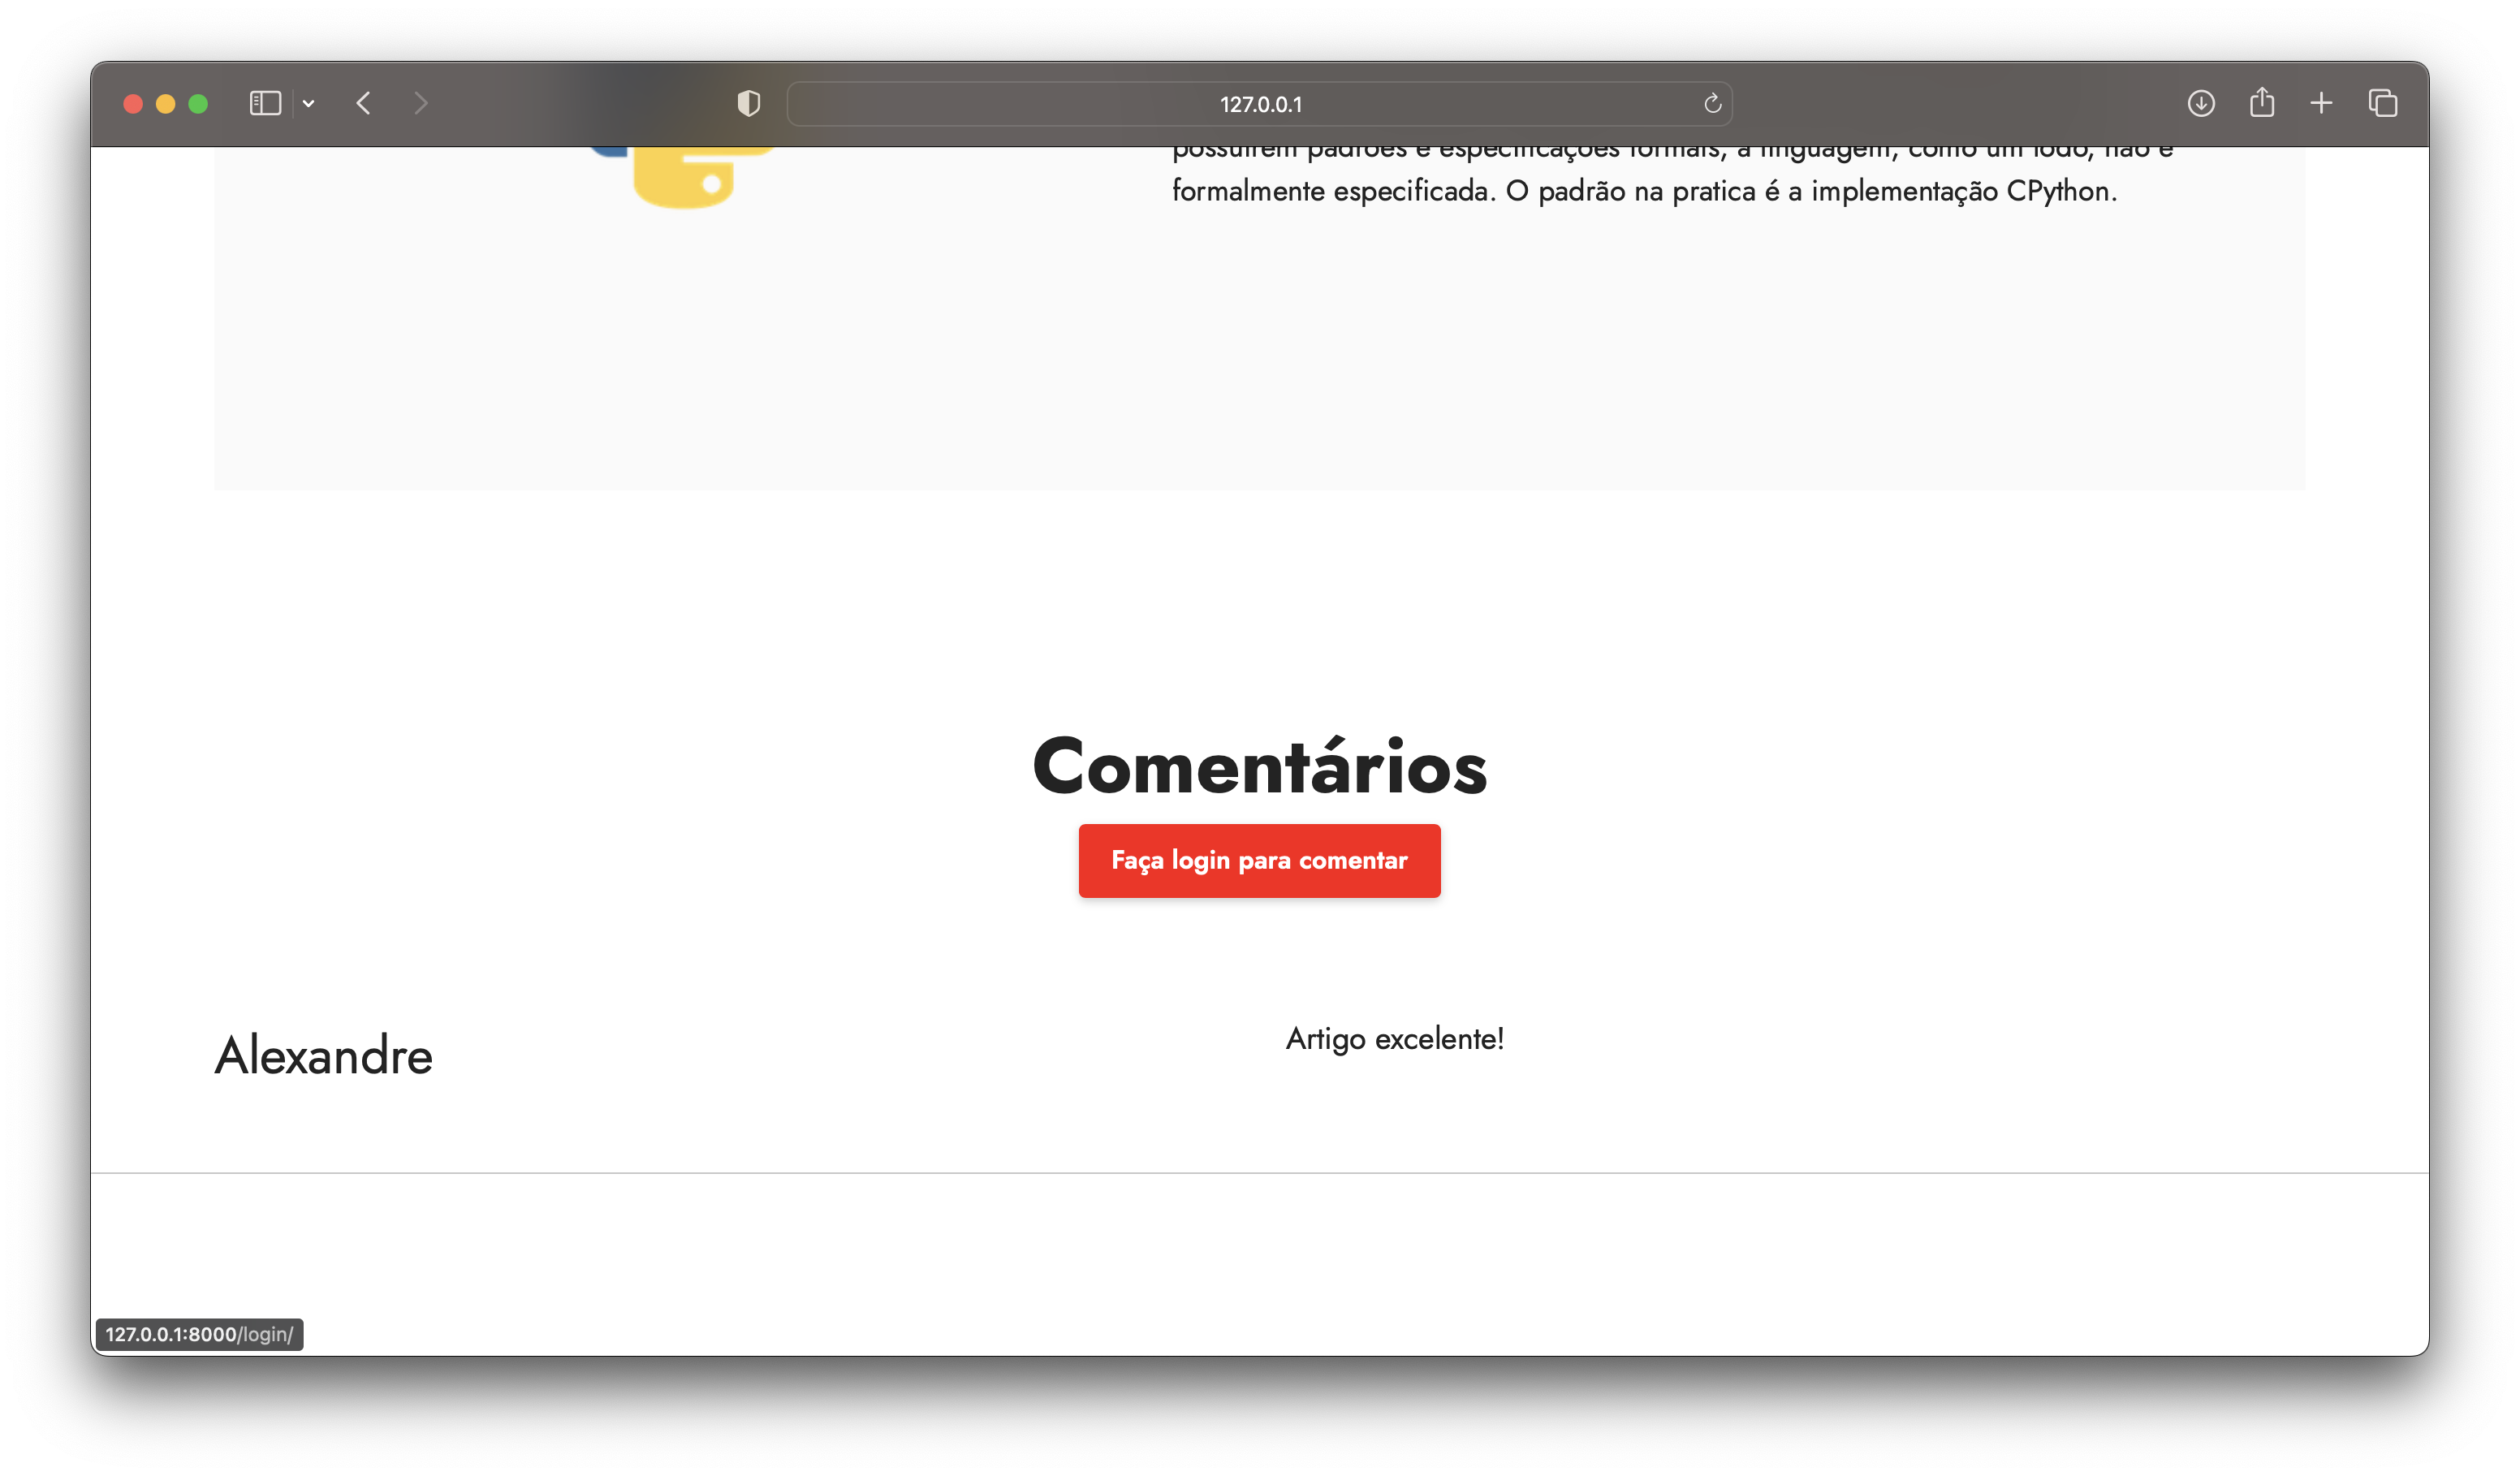 127.0.0.1
possuírem padrões e especificações formais, a linguagem, como um todo, não é
formalmente especificada. O padrão na pratica é a implementação CPython.
Comentários
Faça login para comentar
Alexandre
Artigo excelente!
127.0.0.1:8000/login/